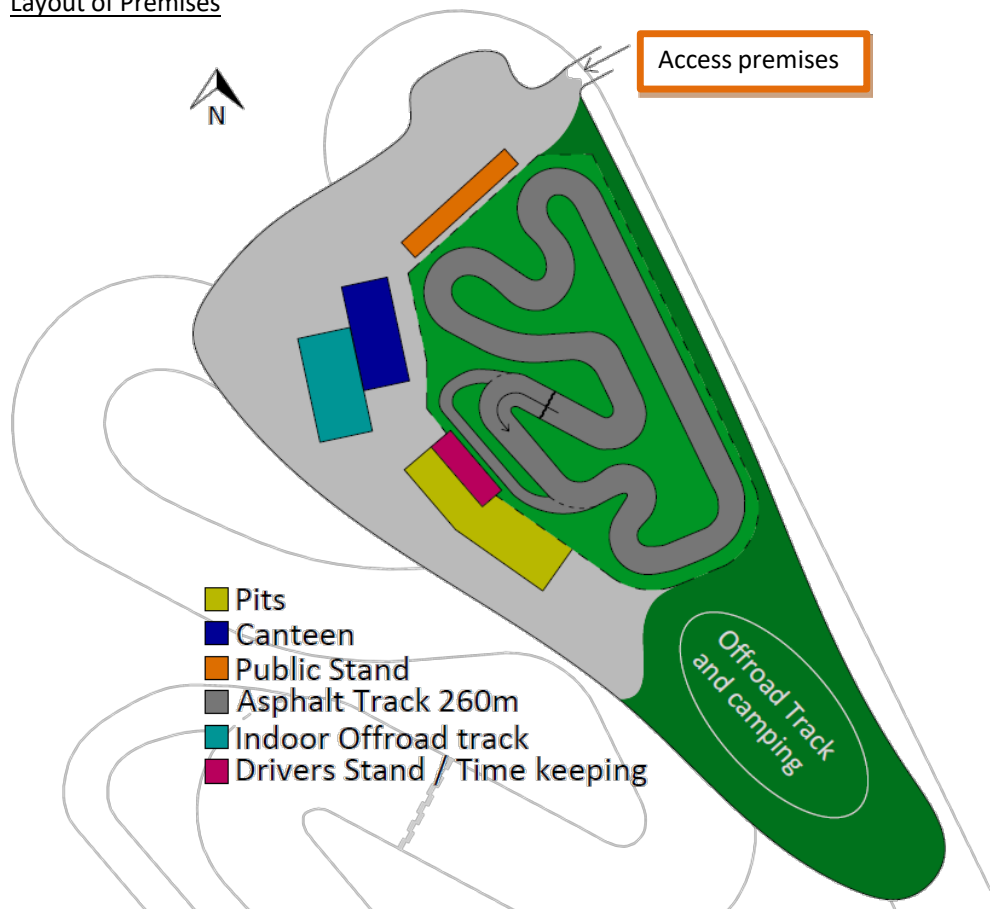 Layout of Premises
Access premises
N
Pits
Canteen
Public Stand
Asphalt Track 260m
Indoor Offroad track
Drivers Stand / Time keeping
Offroad Track
and camping